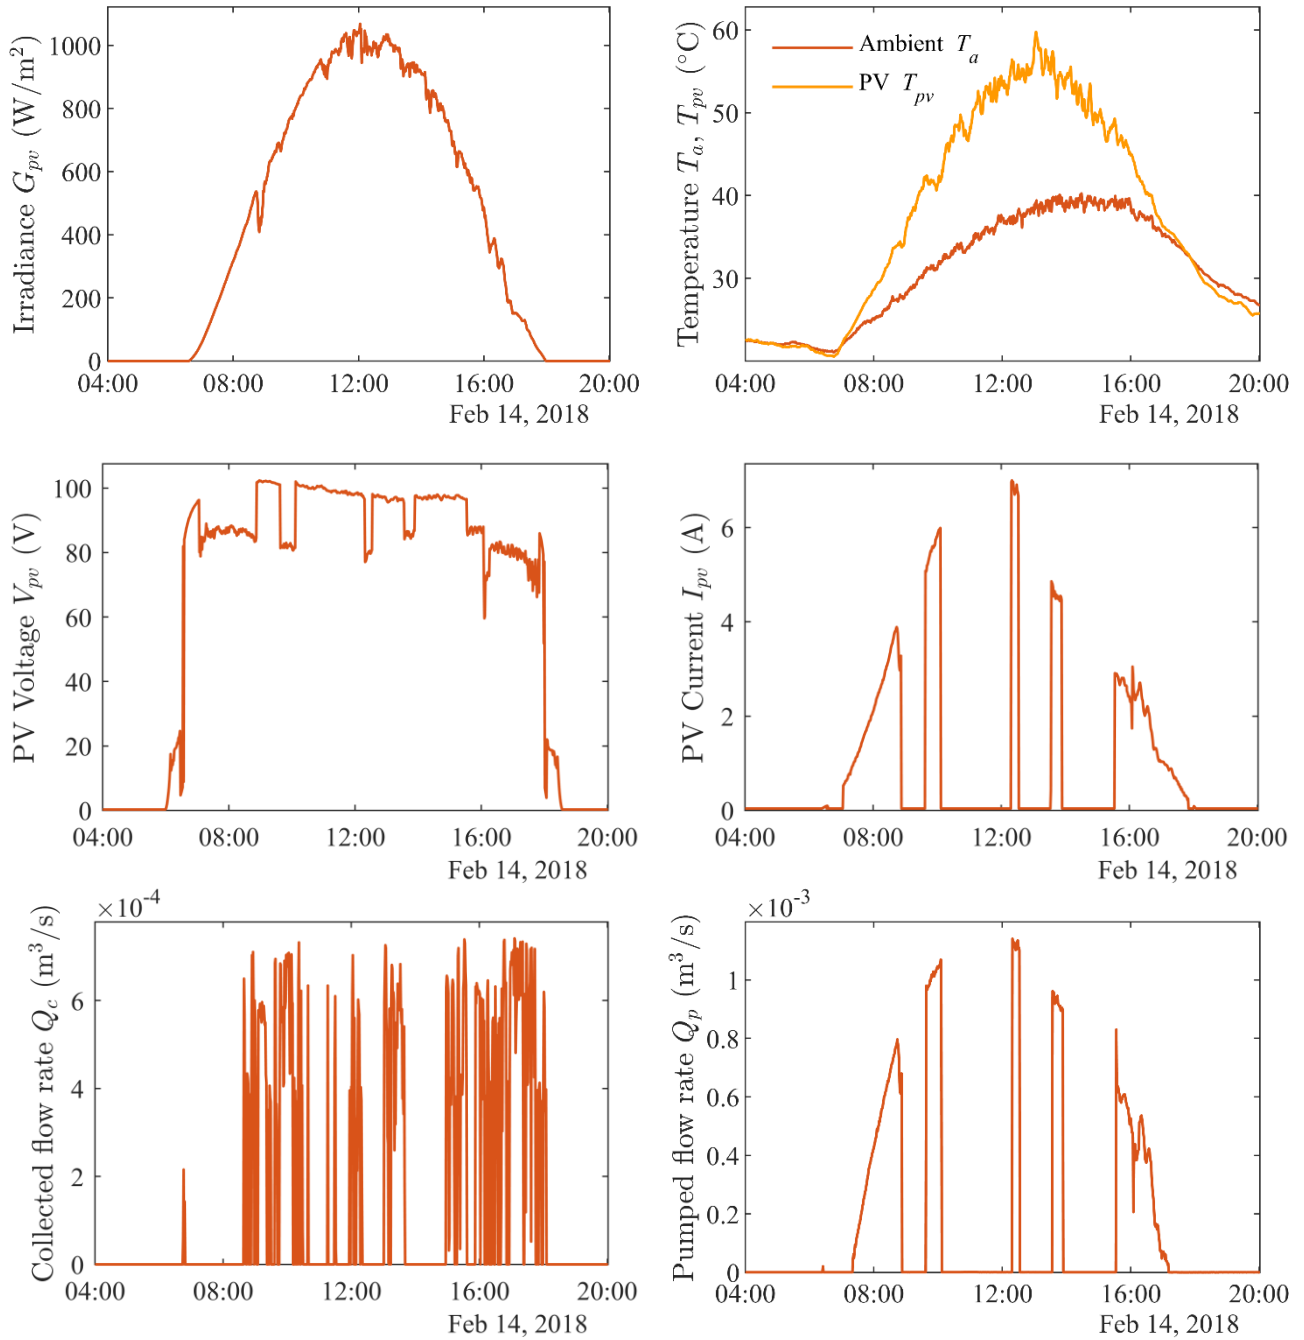 Irradiance G_pv (W/m²)
1000
800
600
400
200
0
04:00 08:00 12:00 16:00 20:00
Feb 14, 2018
Temperature T_a, T_pv (°C)
60
50
40
30
Ambient T_a
PV T_pv
04:00 08:00 12:00 16:00 20:00
Feb 14, 2018
PV Voltage V_pv (V)
100
80
60
40
20
0
04:00 08:00 12:00 16:00 20:00
Feb 14, 2018
PV Current I_pv (A)
6
4
2
0
04:00 08:00 12:00 16:00 20:00
Feb 14, 2018
Collected flow rate Q_c (m³/s)
×10⁻⁴
6
4
2
0
04:00 08:00 12:00 16:00 20:00
Feb 14, 2018
Pumped flow rate Q_p (m³/s)
×10⁻³
1
0.8
0.6
0.4
0.2
0
04:00 08:00 12:00 16:00 20:00
Feb 14, 2018